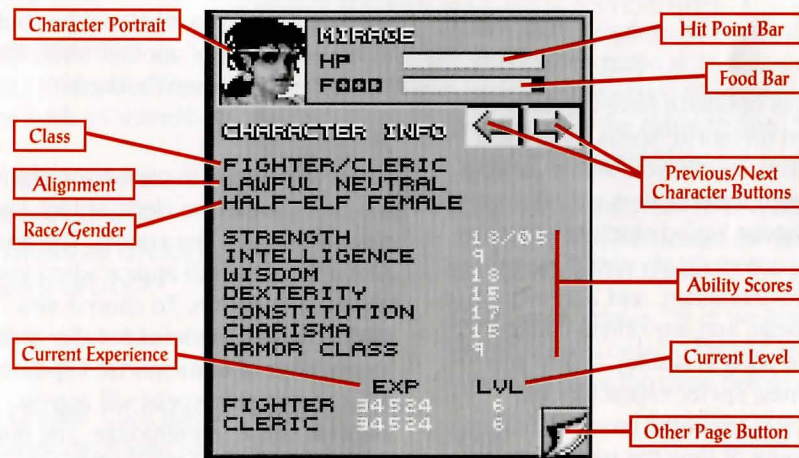 Character Portrait
MIRAGE
HP
FOOD
Hit Point Bar
Food Bar
CHARACTER INFO
Previous/Next
Character Buttons
Class
FIGHTER/CLERIC
Alignment
LAWFUL NEUTRAL
Race/Gender
HALF-ELF FEMALE
STRENGTH 18/05
INTELLIGENCE 9
WISDOM 18
DEXTERITY 15
CONSTITUTION 17
CHARISMA 15
ARMOR CLASS 9
Ability Scores
Current Experience
Current Level
EXP LVL
FIGHTER 34524 6
CLERIC 34524 6
Other Page Button